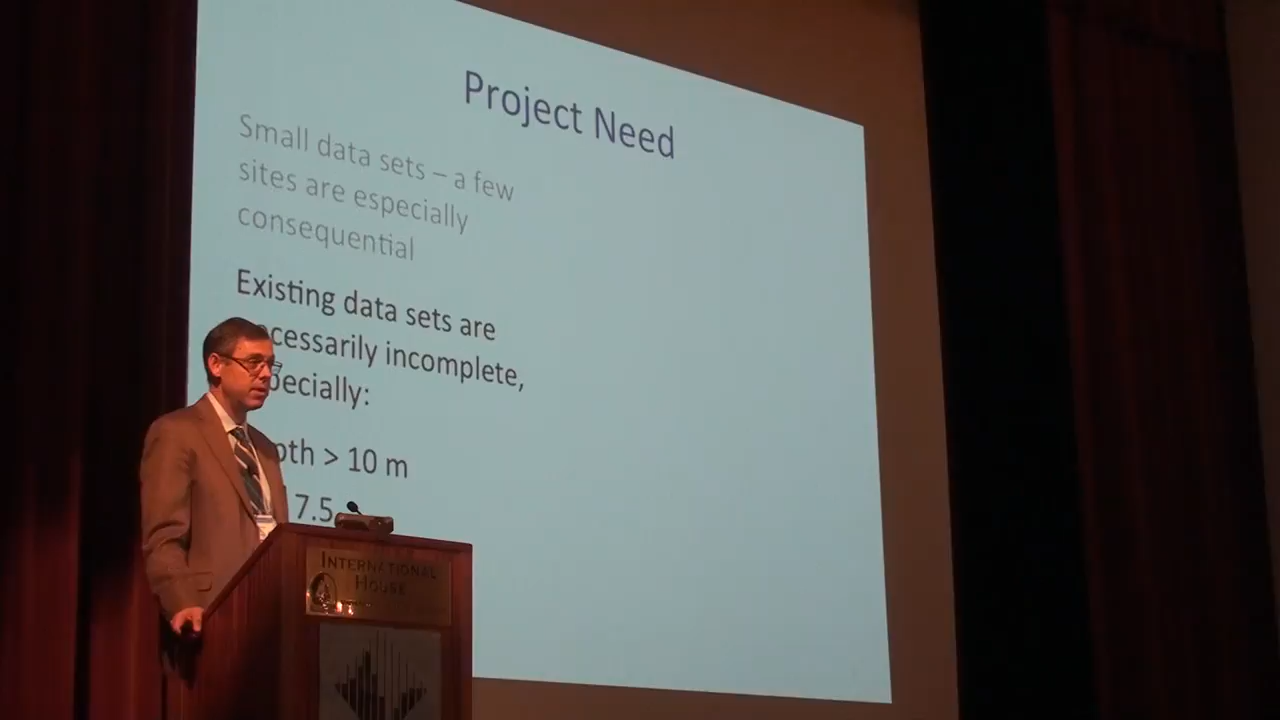 Project Need
Small data sets – a few
sites are especially
consequential
Existing data sets are
cessarily incomplete,
pecially:
pth > 10 m
7.5
INTERNATIONAL
HOUSE